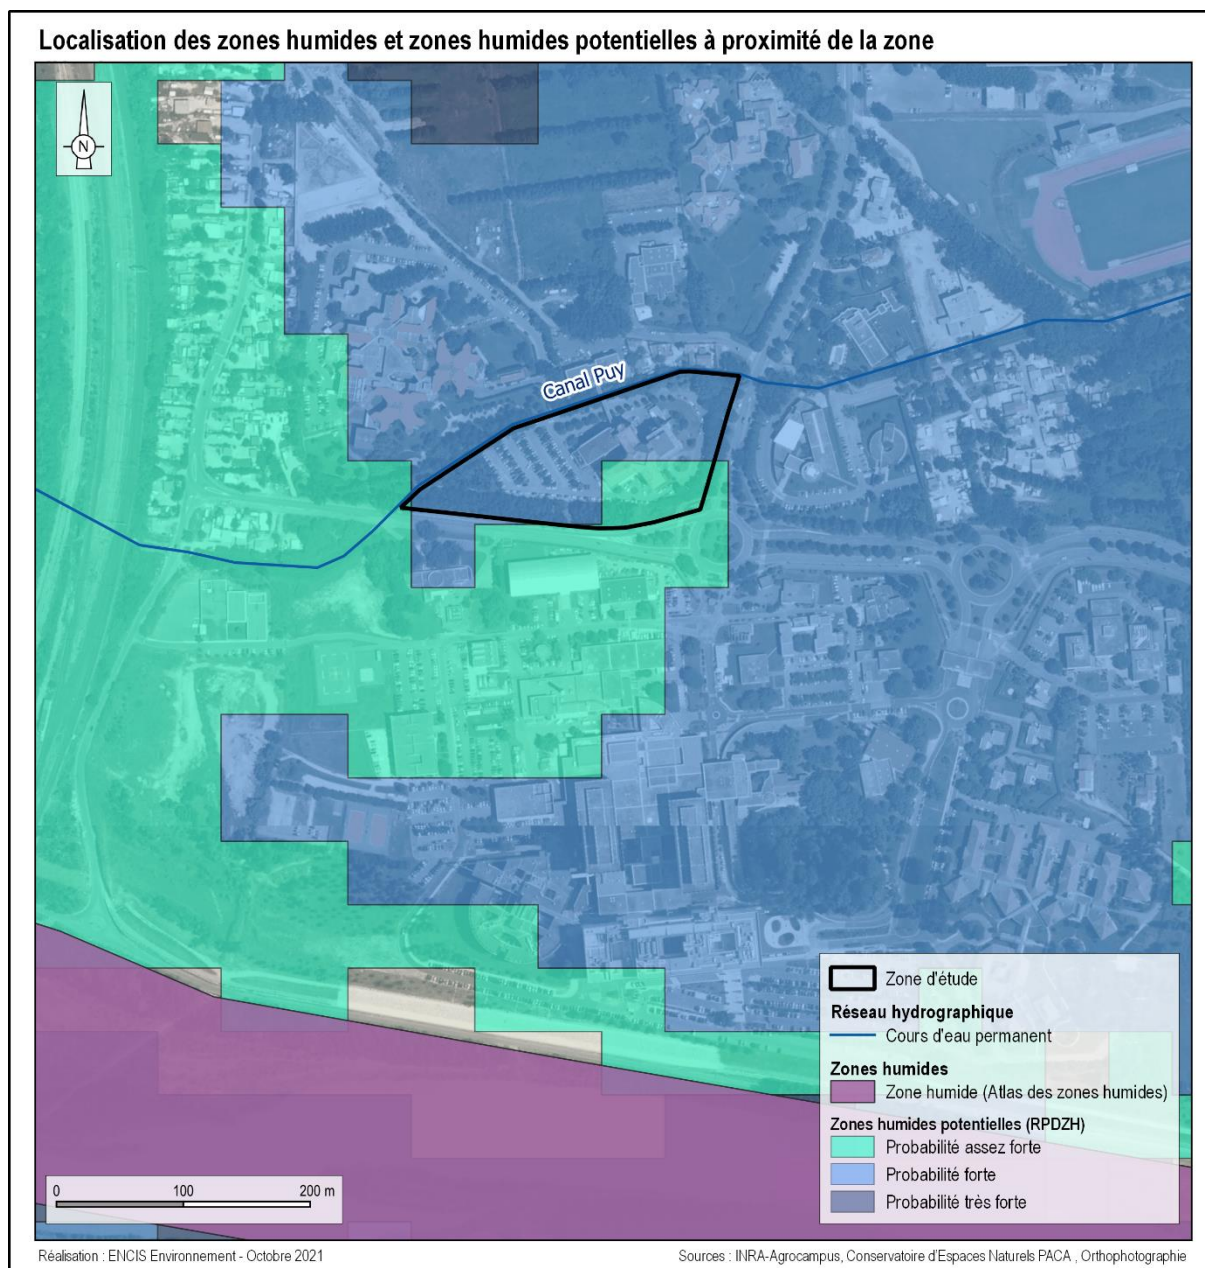 Localisation des zones humides et zones humides potentielles à proximité de la zone
N
Canal Puy
Zone d'étude
Réseau hydrographique
Cours d'eau permanent
Zones humides
Zone humide (Atlas des zones humides)
Zones humides potentielles (RPDZH)
Probabilité assez forte
Probabilité forte
Probabilité très forte
0 100 200 m
Réalisation : ENCIS Environnement - Octobre 2021
Sources : INRA-Agrocampus, Conservatoire d'Espaces Naturels PACA , Orthophotographie